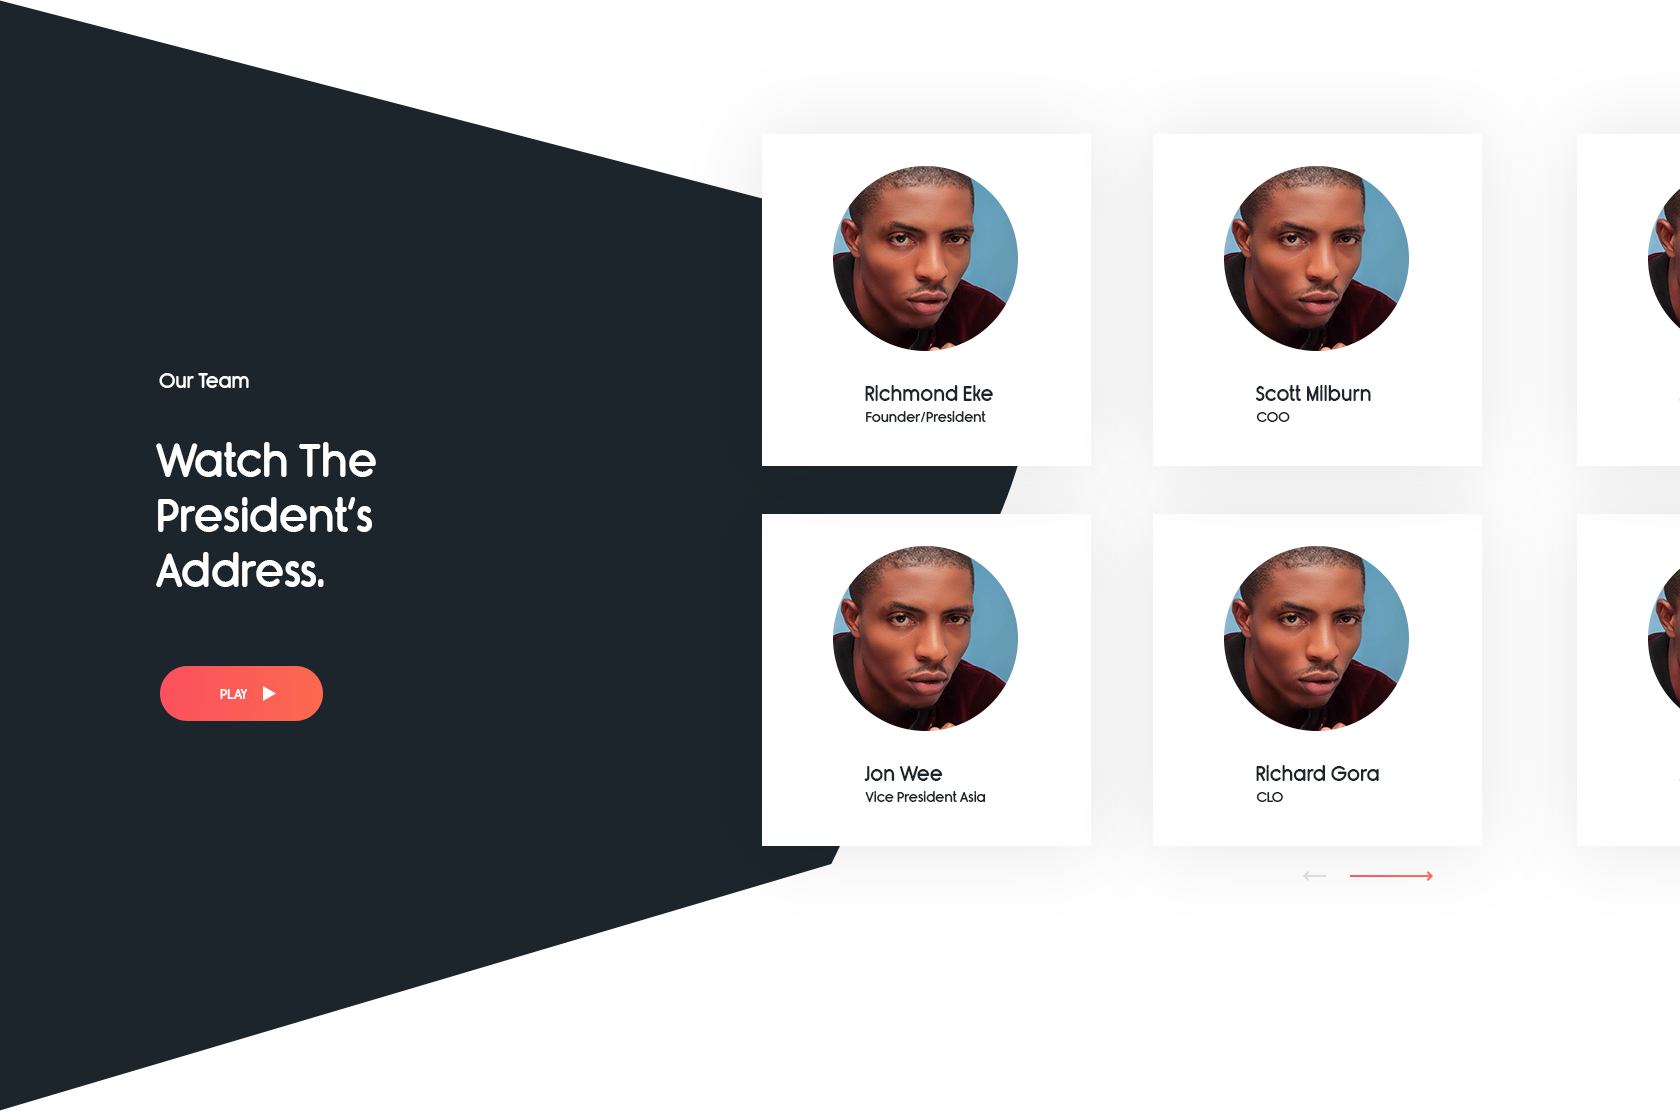 Our Team
Watch The
President's
Address.
PLAY
Richmond Eke
Founder/President
Scott Milburn
COO
Jon Wee
Vice President Asia
Richard Gora
CLO